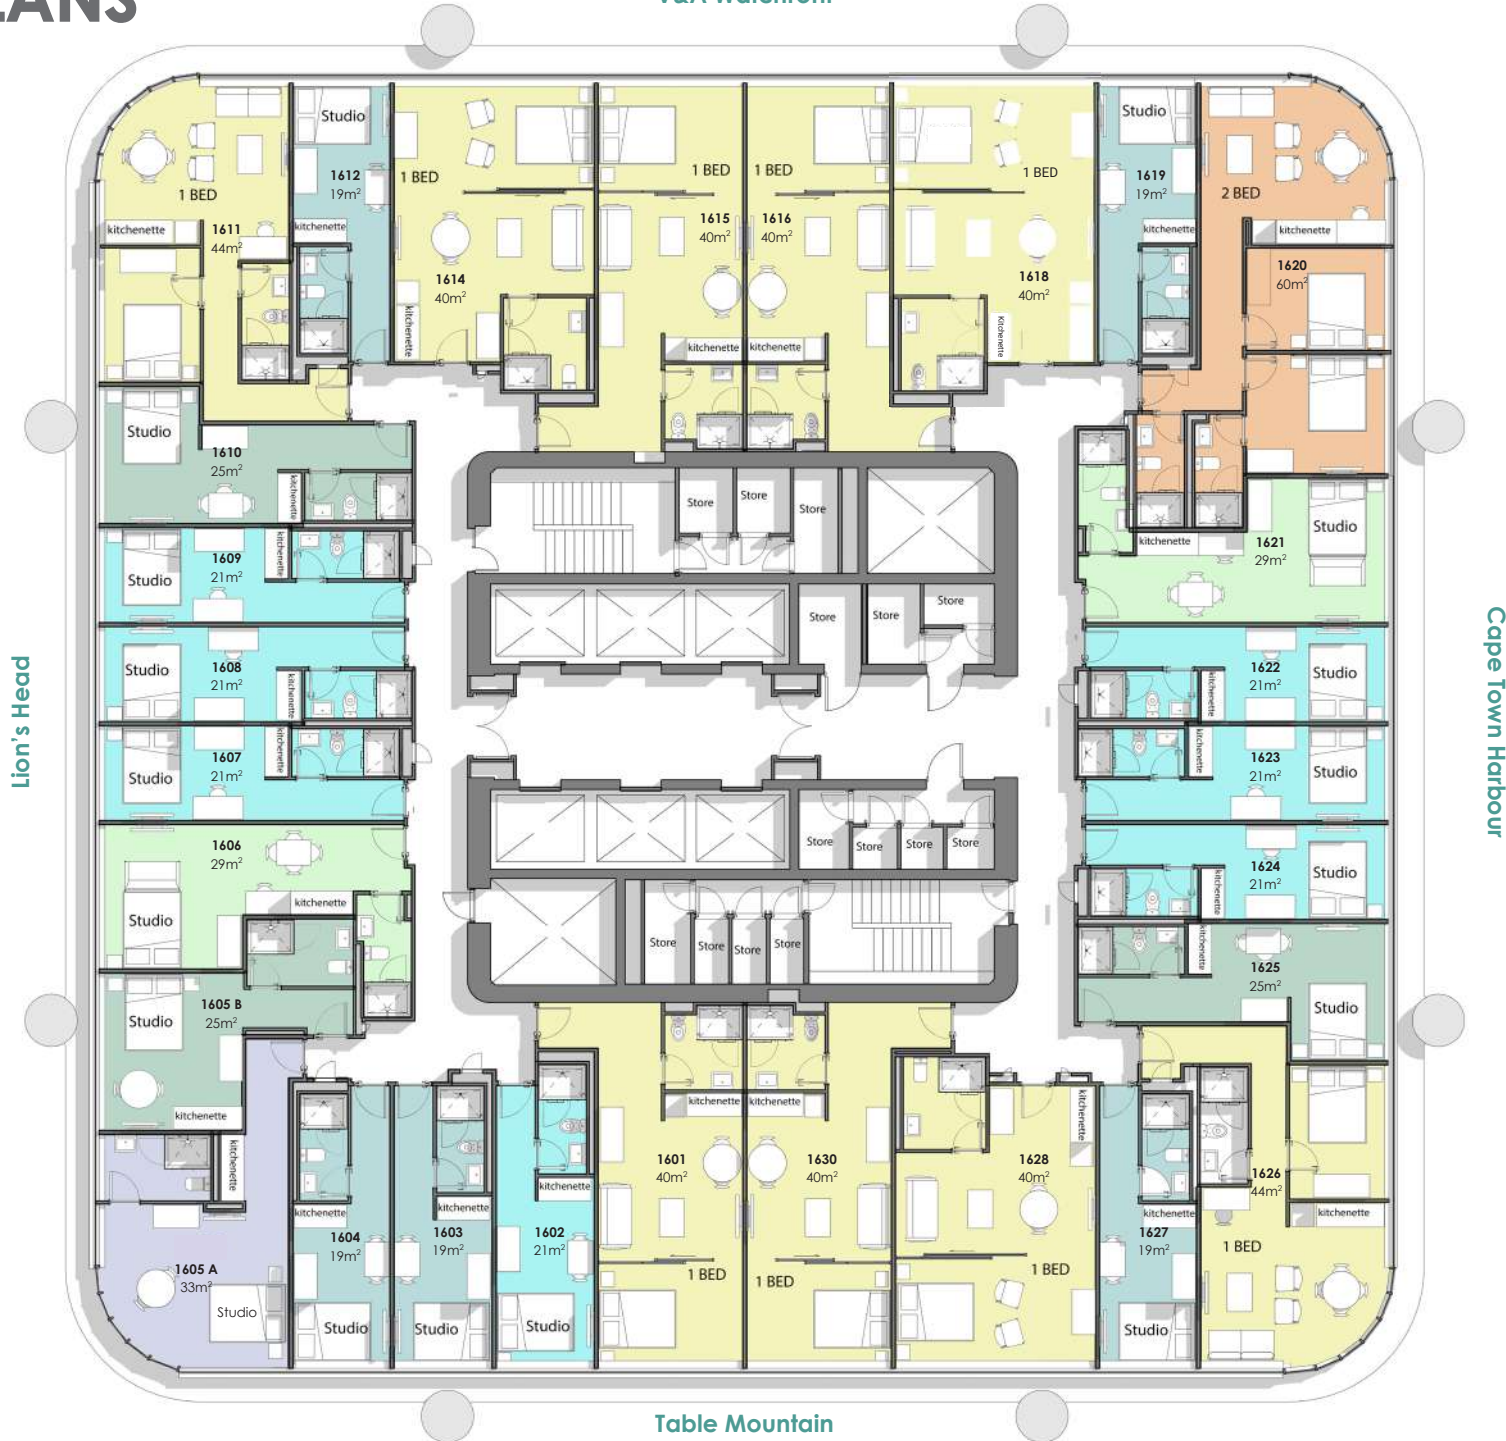 Studio
1 BED
1 BED
1 BED
1 BED
1 BED
Studio
2 BED
1612
19m²
1619
19m²
kitchenette
1611
44m²
kitchenette
1615
40m²
1616
40m²
kitchenette
kitchenette
1614
40m²
1618
40m²
1620
60m²
kitchenette
Kitchenette
kitchenette
kitchenette
Studio
1610
25m²
kitchenette
Store
Store
Store
Studio
kitchenette
1621
29m²
Studio
1609
21m²
kitchenette
Store
Store
Store
Studio
1608
21m²
kitchenette
1622
21m²
Studio
kitchenette
Lion's Head
Cape Town Harbour
Studio
1607
21m²
kitchenette
1623
21m²
Studio
kitchenette
1606
29m²
Store
Store
Store
Store
1624
21m²
Studio
kitchenette
Studio
kitchenette
Store
Store
Store
Store
kitchenette
1625
25m²
Studio
Studio
1605 B
25m²
kitchenette
kitchenette
kitchenette
kitchenette
kitchenette
1601
40m²
1630
40m²
1628
40m²
1626
44m²
kitchenette
kitchenette
kitchenette
kitchenette
kitchenette
1604
19m²
1603
19m²
1602
21m²
1627
19m²
1 BED
1605 A
33m²
Studio
1 BED
1 BED
1 BED
Studio
Studio
Studio
Studio
Table Mountain